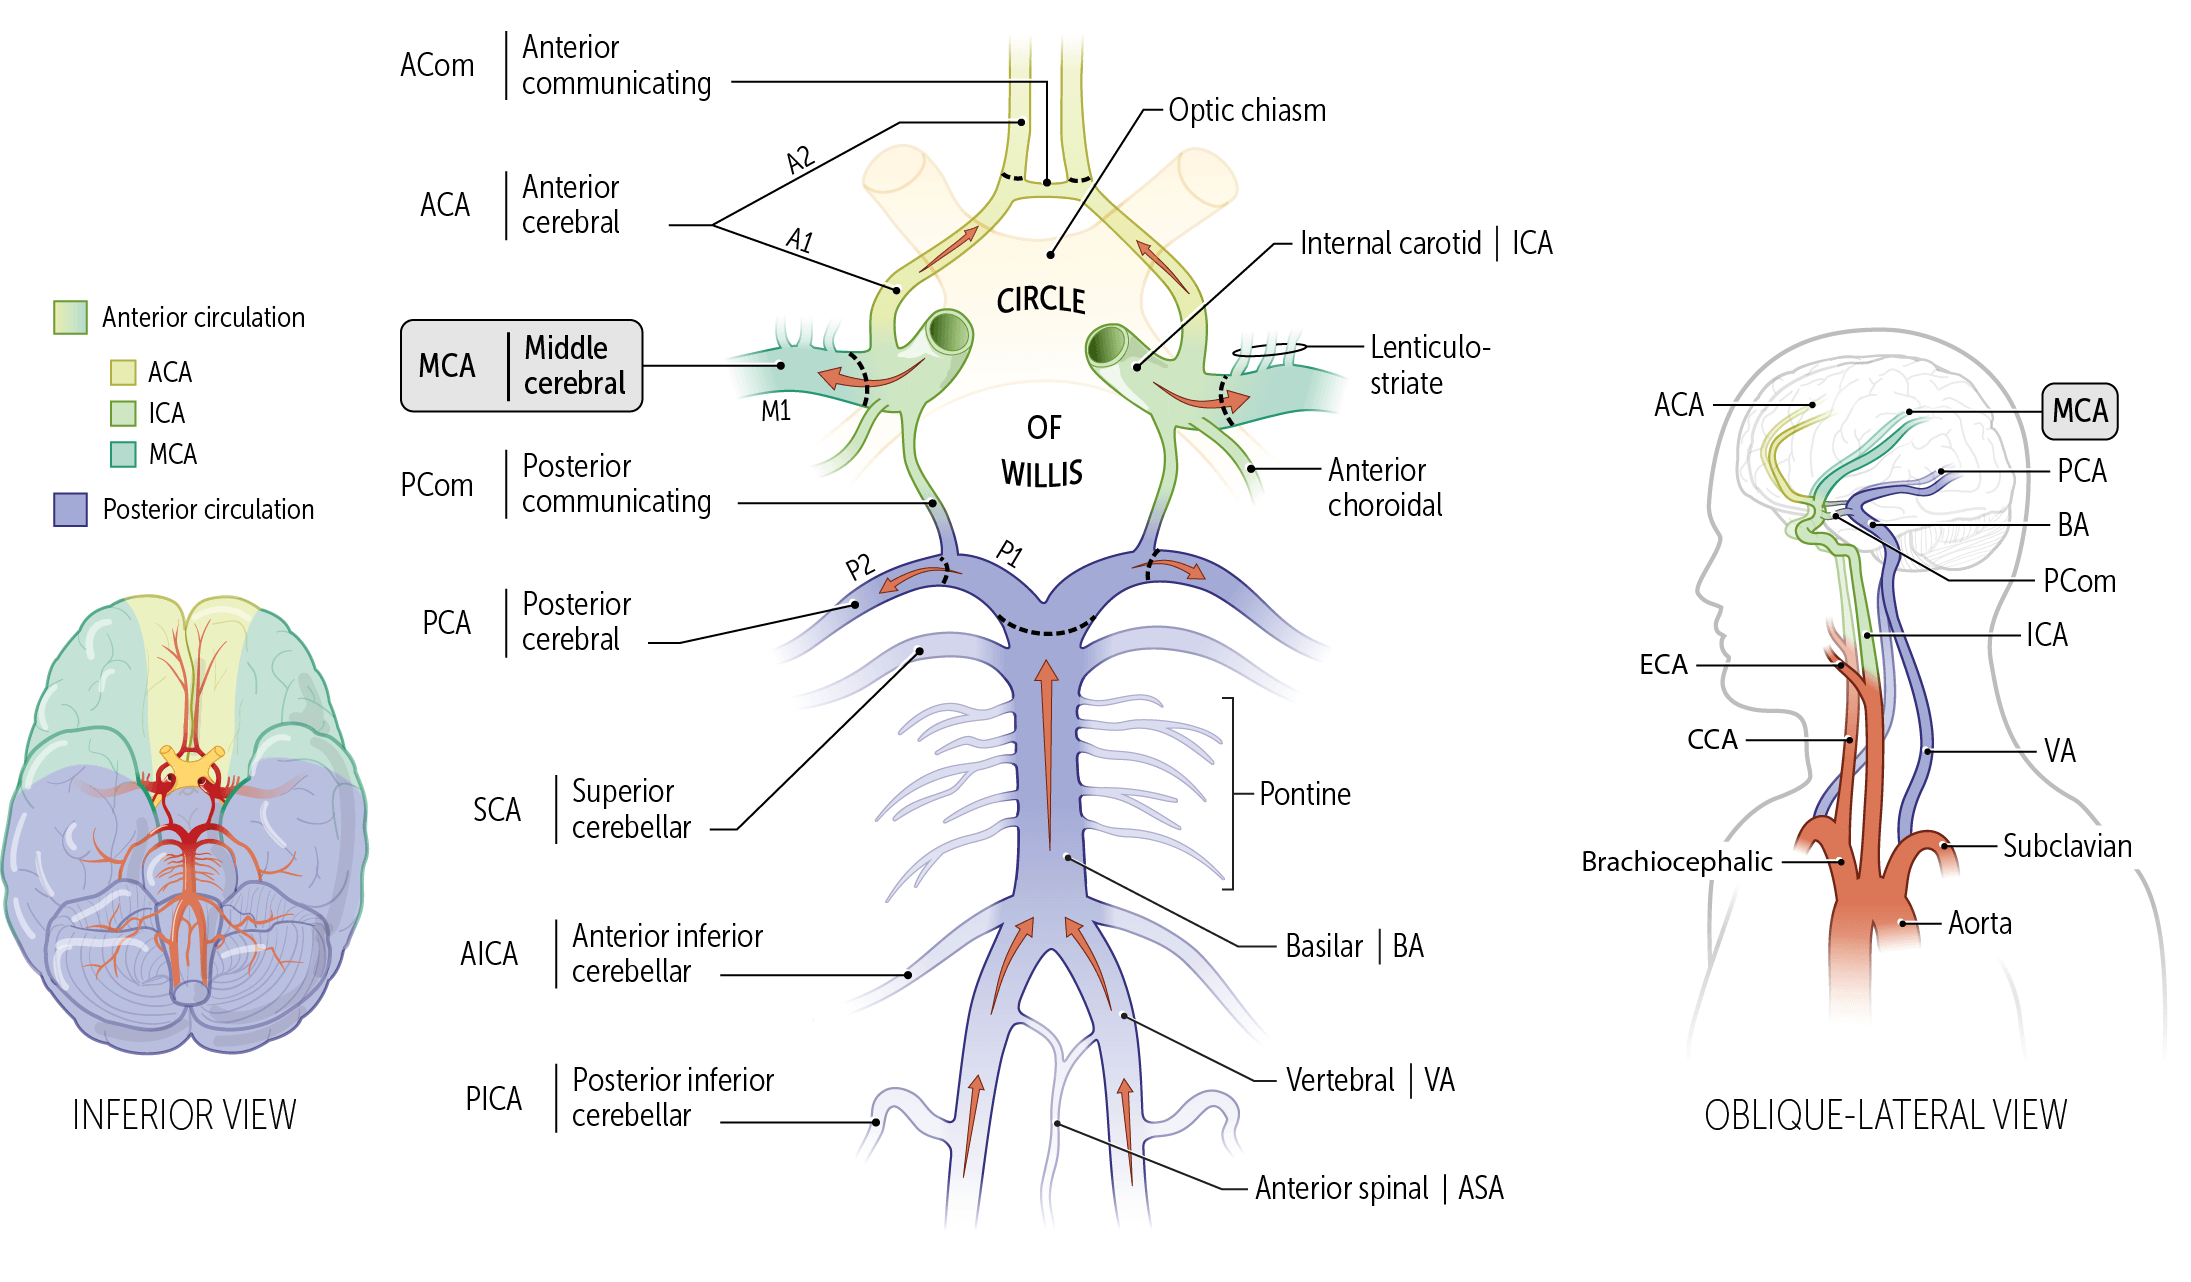 Anterior circulation
ACA
ICA
MCA
Posterior circulation
INFERIOR VIEW
ACom | Anterior
communicating
ACA | Anterior
cerebral
A2
A1
MCA | Middle
cerebral
M1
PCom | Posterior
communicating
PCA | Posterior
cerebral
P2
P1
SCA | Superior
cerebellar
AICA | Anterior inferior
cerebellar
PICA | Posterior inferior
cerebellar
CIRCLE
OF
WILLIS
Optic chiasm
Internal carotid | ICA
Lenticulo-
striate
Anterior
choroidal
Pontine
Basilar | BA
Vertebral | VA
Anterior spinal | ASA
ACA
MCA
PCA
BA
PCom
ICA
ECA
CCA
VA
Brachiocephalic
Subclavian
Aorta
OBLIQUE-LATERAL VIEW